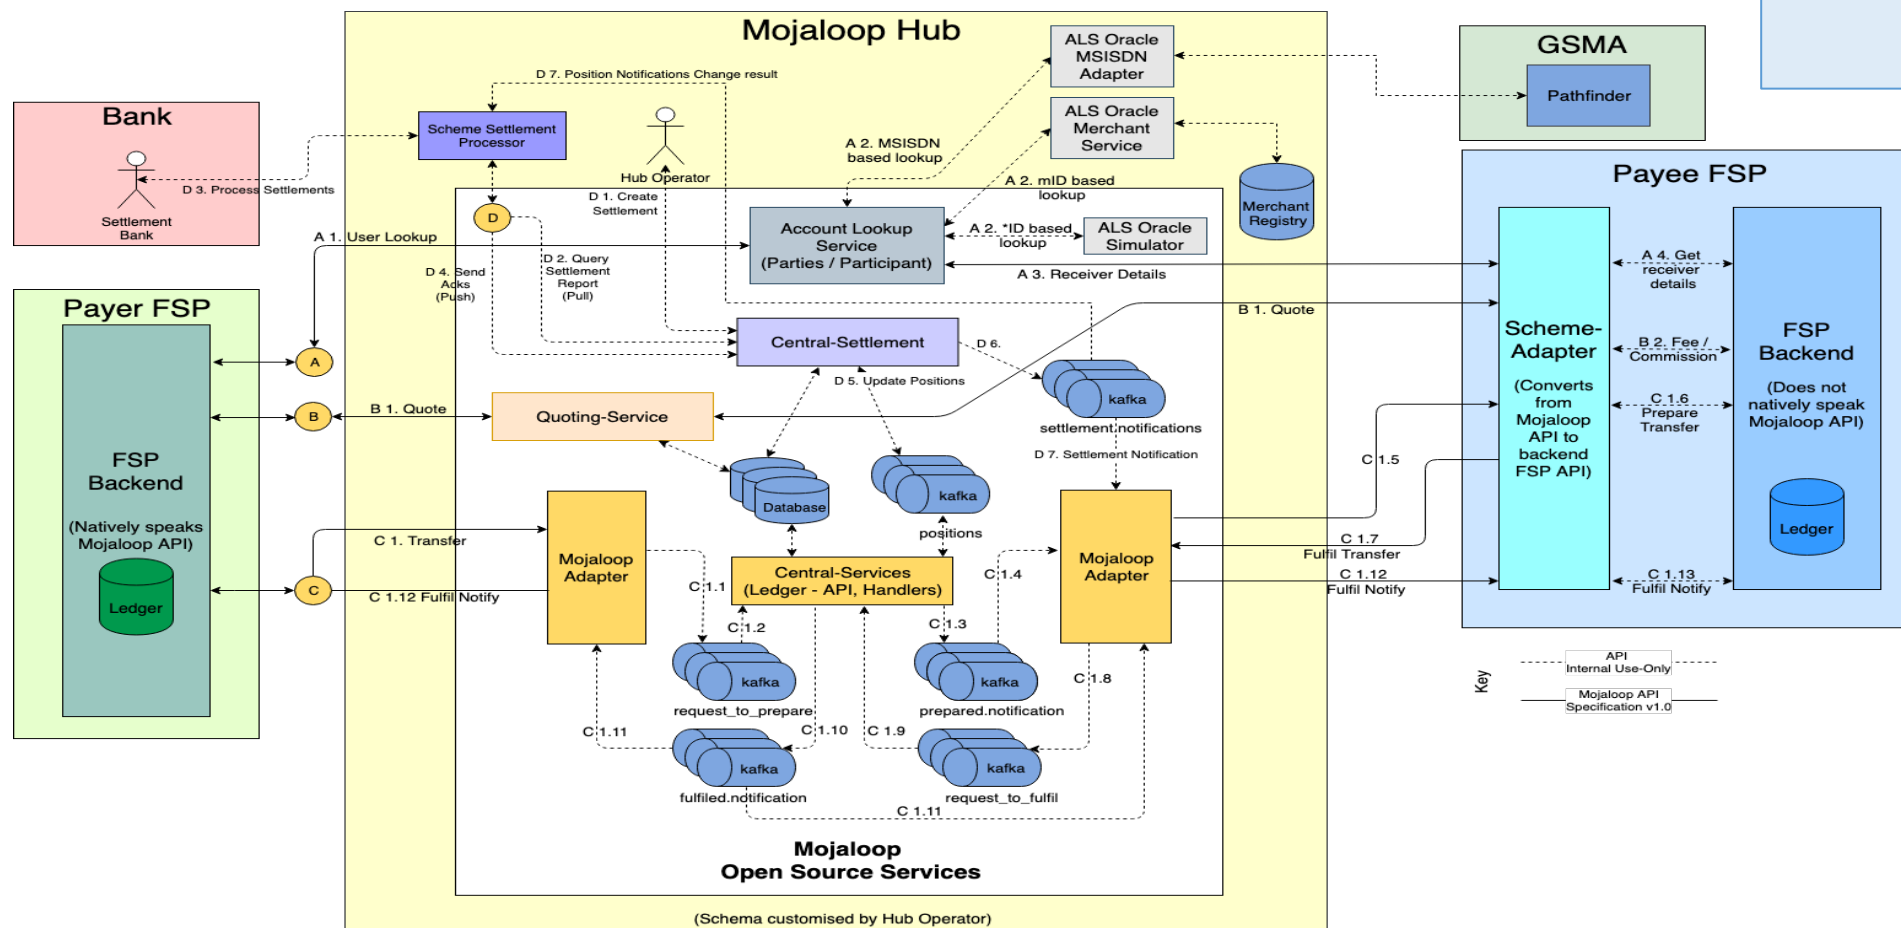 Mojaloop Hub
ALS Oracle
MSISDN
Adapter
GSMA
Pathfinder
D 7. Position Notifications Change result
Bank
Settlement
Bank
D 3. Process Settlements
Scheme Settlement
Processor
Hub Operator
A 2. MSISDN
based lookup
ALS Oracle
Merchant
Service
Merchant
Registry
D 1. Create
Settlement
A 2. mID based
lookup
D
Account Lookup
Service
(Parties / Participant)
A 2. *ID based
lookup
ALS Oracle
Simulator
A 1. User Lookup
A 3. Receiver Details
D 4. Send
Acks
(Push)
D 2. Query
Settlement
Report
(Pull)
Payer FSP
FSP
Backend
(Natively speaks
Mojaloop API)
Ledger
A
B
C
B 1. Quote
Quoting-Service
Central-Settlement
D 6.
D 5. Update Positions
kafka
settlement.notifications
D 7. Settlement Notification
B 1. Quote
Database
kafka
positions
C 1. Transfer
C 1.12 Fulfil Notify
Mojaloop
Adapter
C 1.1
C 1.2
Central-Services
(Ledger - API, Handlers)
C 1.3
C 1.4
Mojaloop
Adapter
kafka
request_to_prepare
kafka
prepared.notification
C 1.8
C 1.11
C 1.10
C 1.9
kafka
fulfiled.notification
kafka
request_to_fulfil
C 1.11
Mojaloop
Open Source Services
(Schema customised by Hub Operator)
Payee FSP
Scheme-
Adapter
(Converts
from
Mojaloop
API to
backend
FSP API)
A 4. Get
receiver
details
B 2. Fee /
Commission
C 1.6
Prepare
Transfer
FSP
Backend
(Does not
natively speak
Mojaloop API)
Ledger
C 1.5
C 1.7
Fulfil Transfer
C 1.12
Fulfil Notify
C 1.13
Fulfil Notify
Key
API
Internal Use-Only
Mojaloop API
Specification v1.0